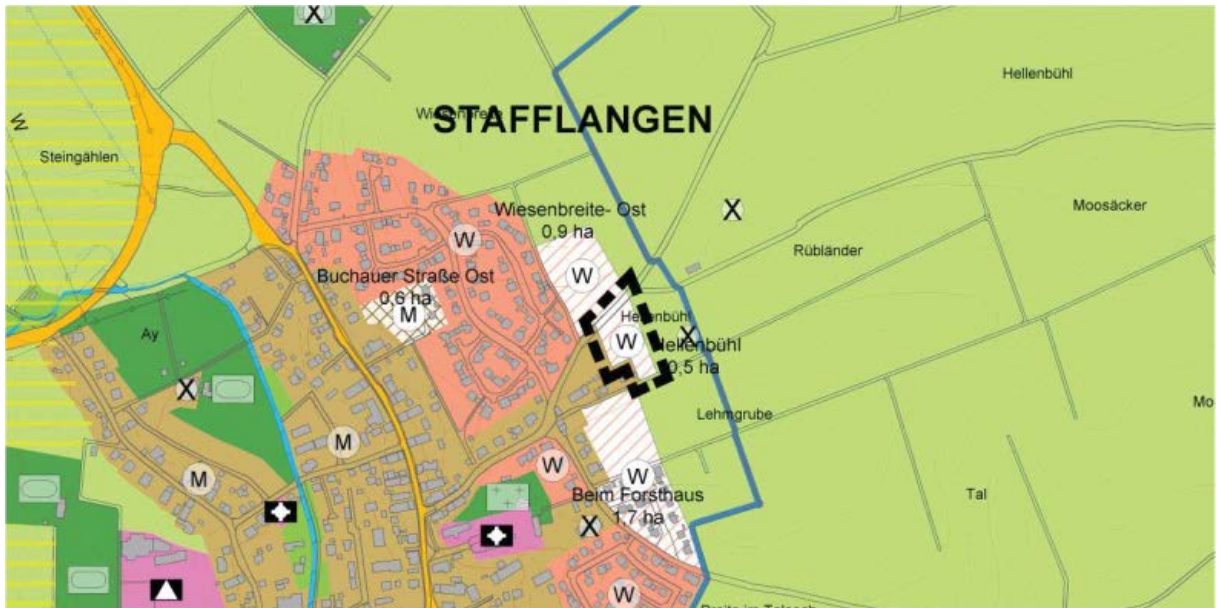 X
Hellenbühl
Wiesenbreite
STAFFLANGEN
Steingählen
Moosäcker
X
Wiesenbreite- Ost
0,9 ha
W
Rübländer
Buchauer Straße Ost
0,6 ha
M
W
Hellenbühl
X
Ay
W
Hellenbühl
0,5 ha
X
Lehmgrube
Mo
M
W
M
W
Beim Forsthaus
1,7 ha
Tal
X
W